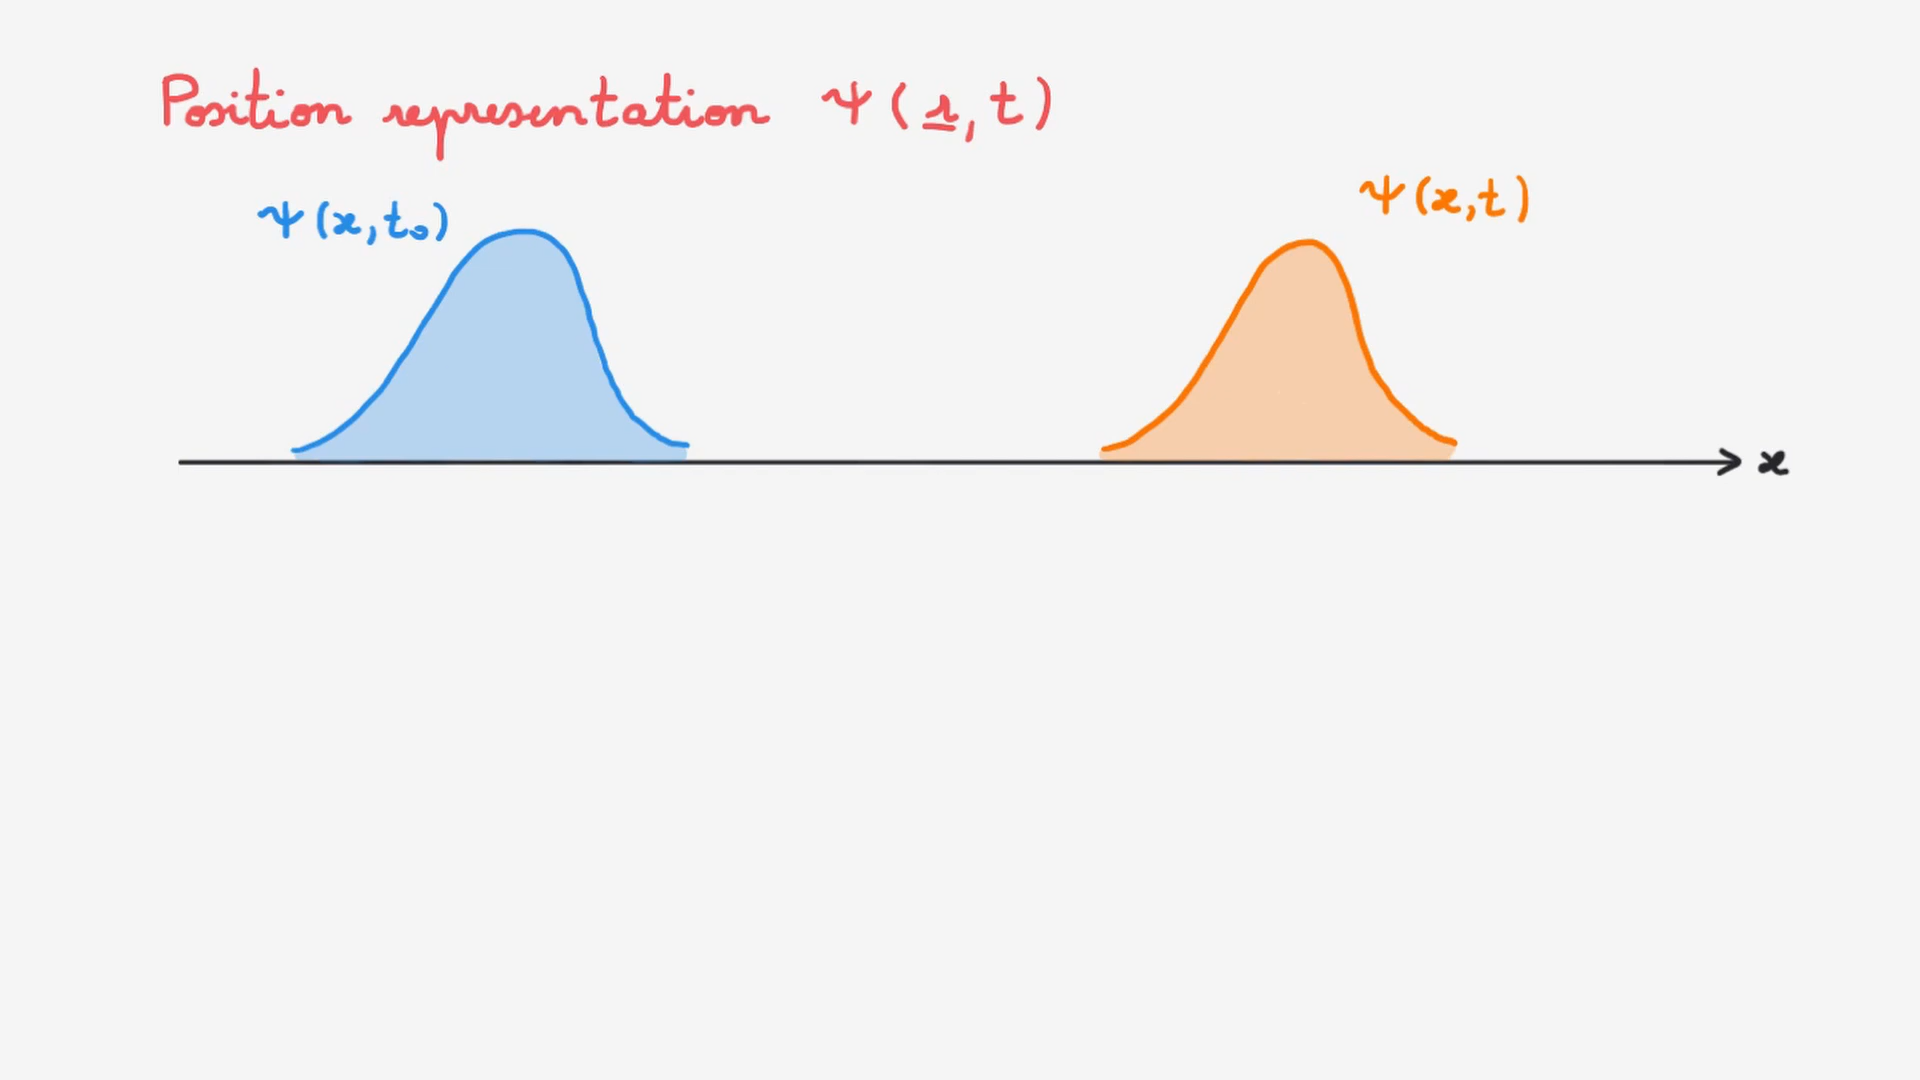 Position representation Ψ(r, t)
Ψ(x, t₀)
Ψ(x, t)
x